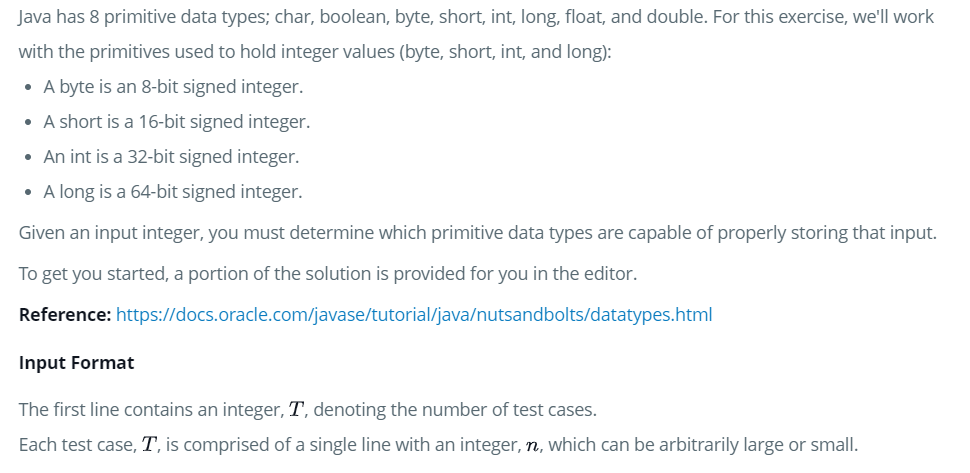 Java has 8 primitive data types; char, boolean, byte, short, int, long, float, and double. For this exercise, we'll work
with the primitives used to hold integer values (byte, short, int, and long):
• A byte is an 8-bit signed integer.
• A short is a 16-bit signed integer.
• An int is a 32-bit signed integer.
• A long is a 64-bit signed integer.
Given an input integer, you must determine which primitive data types are capable of properly storing that input.
To get you started, a portion of the solution is provided for you in the editor.
Reference: https://docs.oracle.com/javase/tutorial/java/nutsandbolts/datatypes.html
Input Format
The first line contains an integer, T, denoting the number of test cases.
Each test case, T, is comprised of a single line with an integer, n, which can be arbitrarily large or small.